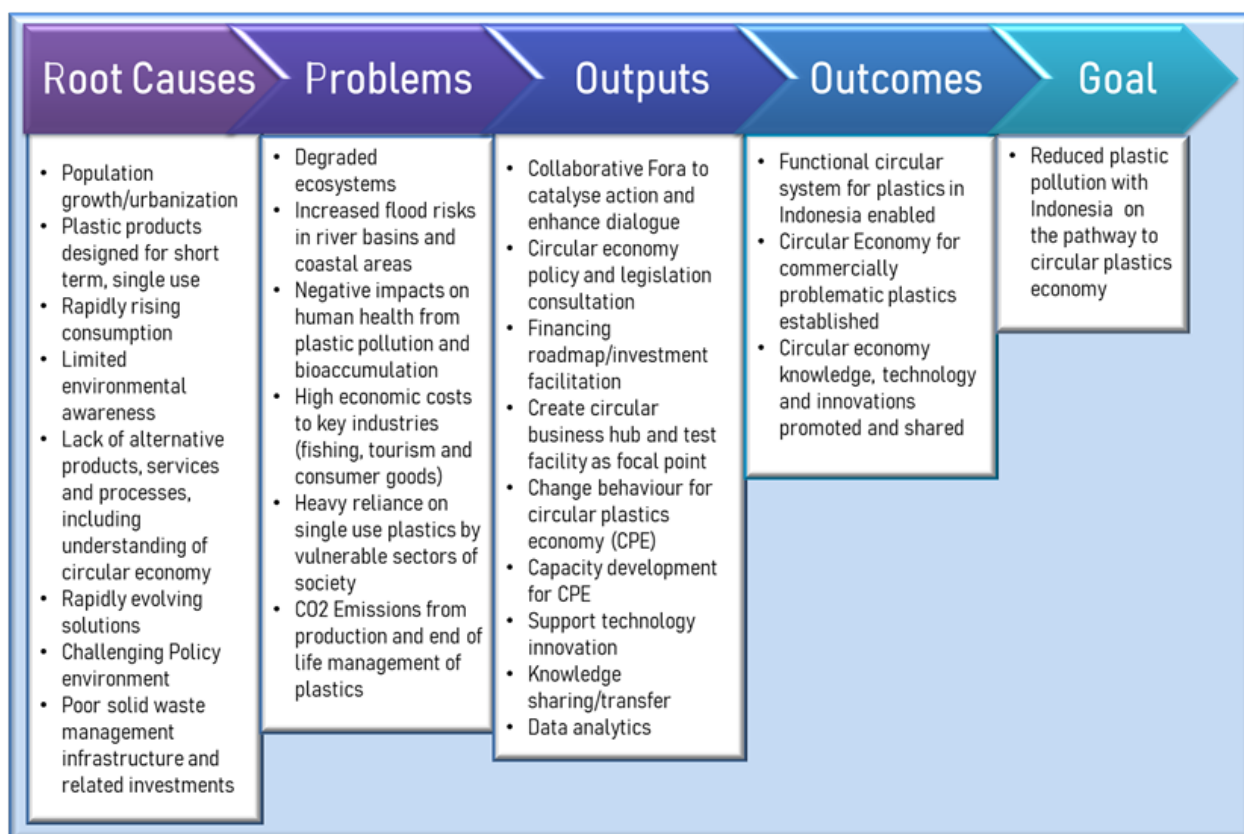 Root Causes
Population
growth/urbanization
Plastic products
designed for short
term, single use
Rapidly rising
consumption
Limited
environmental
awareness
Lack of alternative
products, services
and processes,
including
understanding of
circular economy
Rapidly evolving
solutions
Challenging Policy
environment
Poor solid waste
management
infrastructure and
related investments
Problems
Degraded
ecosystems
Increased flood risks
in river basins and
coastal areas
Negative impacts on
human health from
plastic pollution and
bioaccumulation
High economic costs
to key industries
(fishing, tourism and
consumer goods)
Heavy reliance on
single use plastics by
vulnerable sectors of
society
CO2 Emissions from
production and end of
life management of
plastics
Outputs
Collaborative Fora to
catalyse action and
enhance dialogue
Circular economy
policy and legislation
consultation
Financing
roadmap/investment
facilitation
Create circular
business hub and test
facility as focal point
Change behaviour for
circular plastics
economy (CPE)
Capacity development
for CPE
Support technology
innovation
Knowledge
sharing/transfer
Data analytics
Outcomes
Functional circular
system for plastics in
Indonesia enabled
Circular Economy for
commercially
problematic plastics
established
Circular economy
knowledge, technology
and innovations
promoted and shared
Goal
Reduced plastic
pollution with
Indonesia on
the pathway to
circular plastics
economy